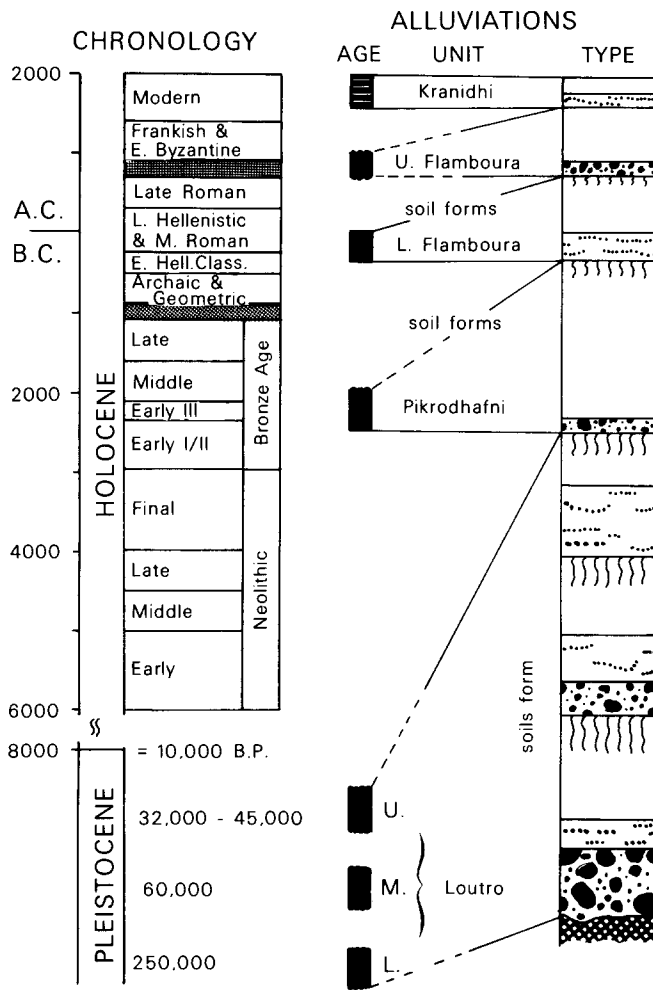 CHRONOLOGY
ALLUVIATIONS
AGE UNIT TYPE
2000
Modern
Kranidhi
Frankish &
E. Byzantine
U. Flamboura
Late Roman
A.C.
soil forms
L. Hellenistic
& M. Roman
L. Flamboura
B.C.
E. Hell.Class.
Archaic &
Geometric
soil forms
Late
Middle
2000
Early III
Pikrodhafni
Early I/II
Bronze Age
HOLOCENE
Final
4000
Late
Middle
Neolithic
Early
6000
soils form
8000
= 10,000 B.P.
PLEISTOCENE
32,000 - 45,000
U.
60,000
M.
Loutro
250,000
L.